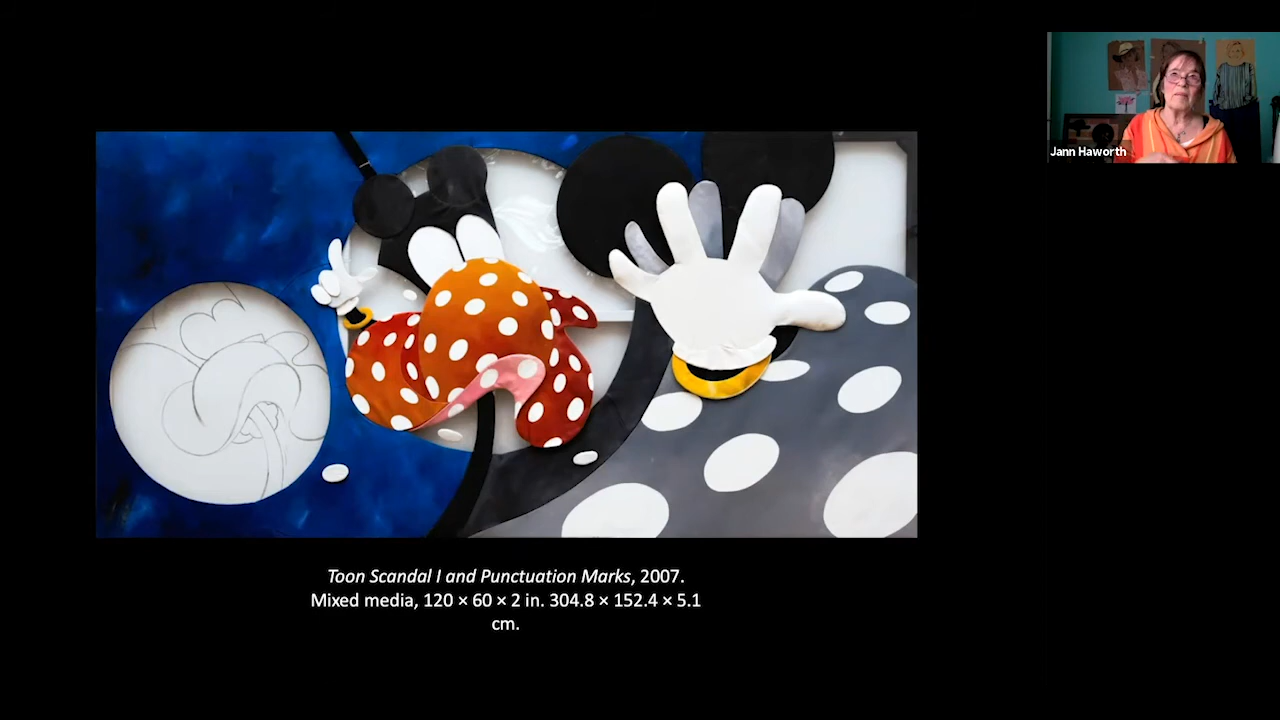 Jann Haworth
Toon Scandal I and Punctuation Marks, 2007.
Mixed media, 120 × 60 × 2 in. 304.8 × 152.4 × 5.1
cm.